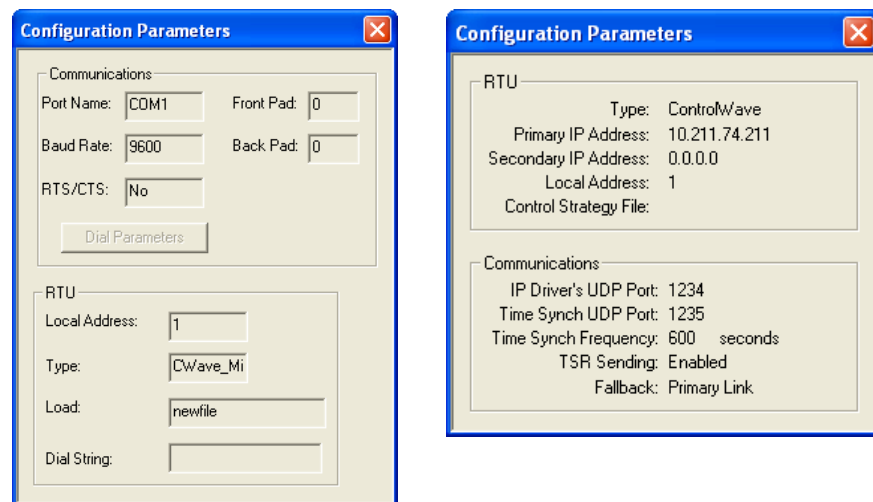 Configuration Parameters
Communications
Port Name: COM1 Front Pad: 0
Baud Rate: 9600 Back Pad: 0
RTS/CTS: No
Dial Parameters
RTU
Local Address: 1
Type: CWave_Mi
Load: newfile
Dial String:
Configuration Parameters
RTU
Type: ControlWave
Primary IP Address: 10.211.74.211
Secondary IP Address: 0.0.0.0
Local Address: 1
Control Strategy File:
Communications
IP Driver's UDP Port: 1234
Time Synch UDP Port: 1235
Time Synch Frequency: 600 seconds
TSR Sending: Enabled
Fallback: Primary Link